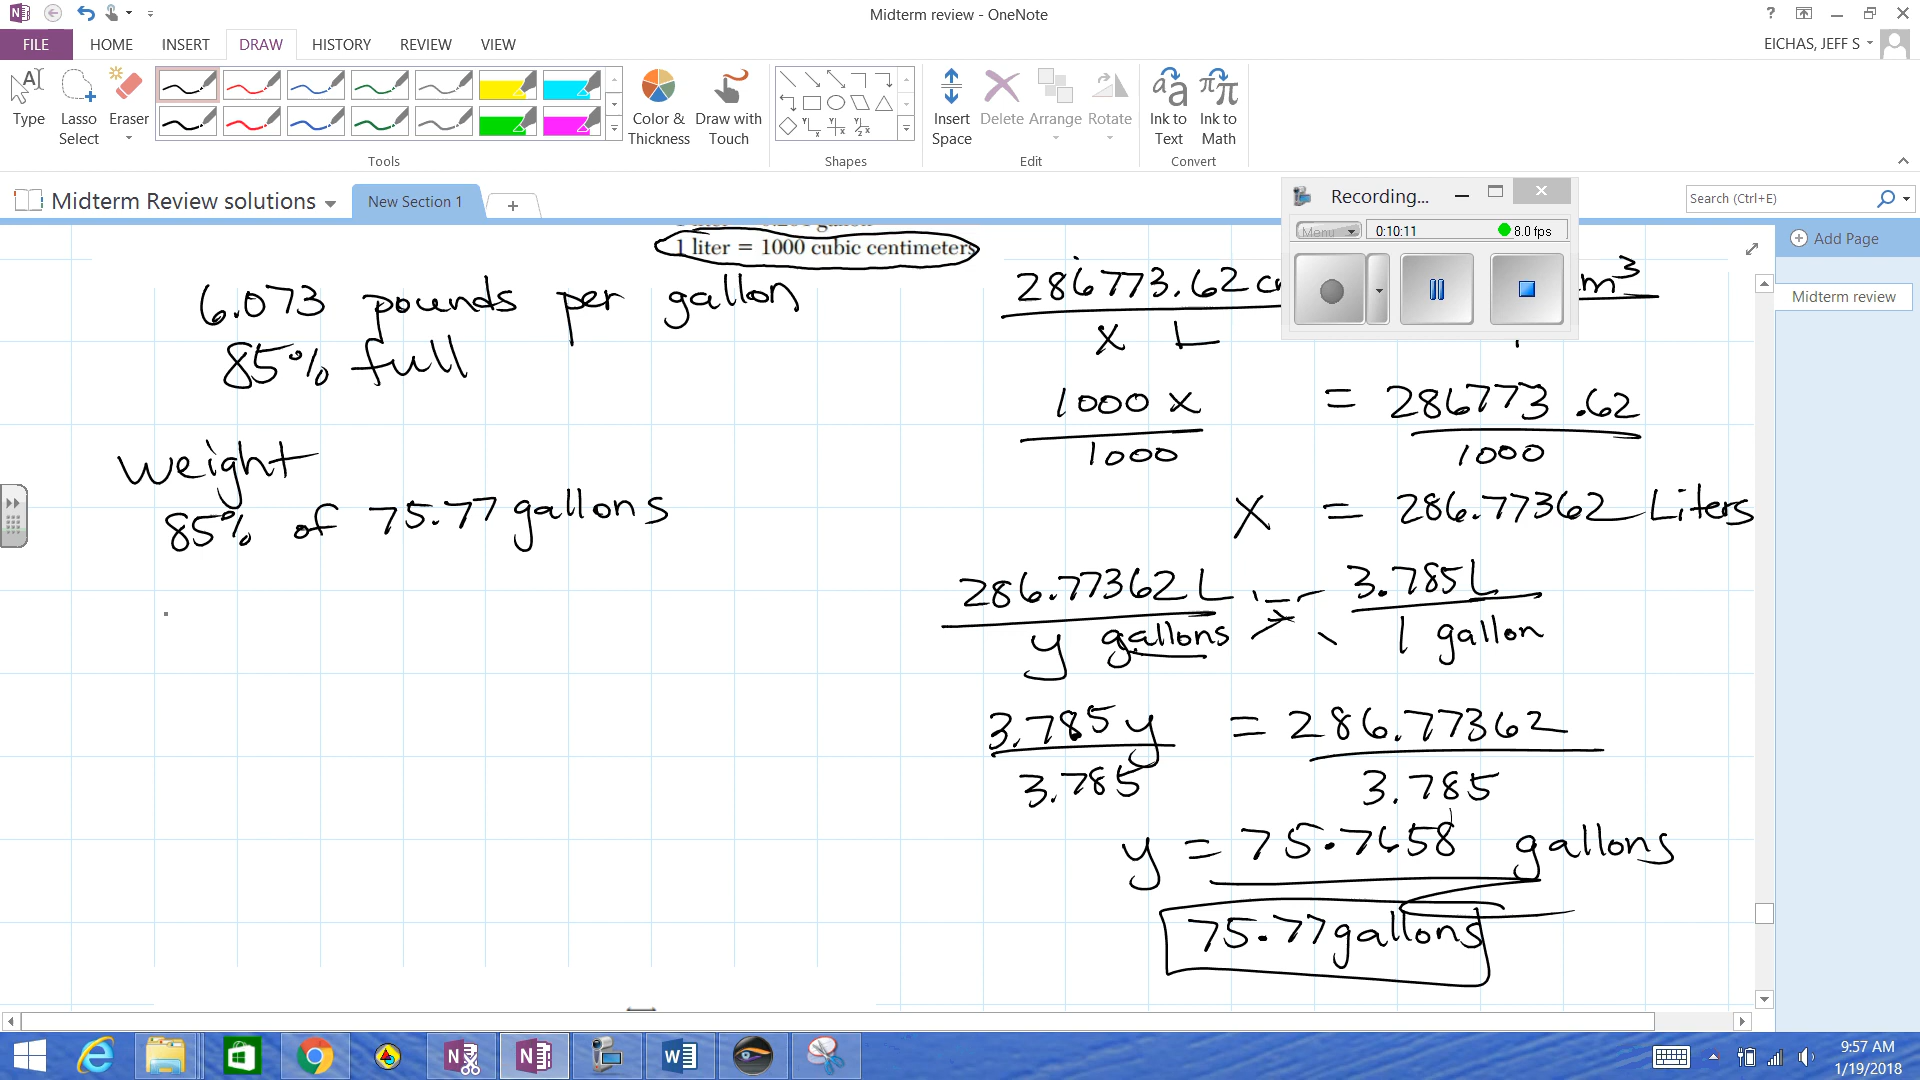 Midterm review - OneNote
?
FILE HOME INSERT DRAW HISTORY REVIEW VIEW
EICHAS, JEFF S
Type
Lasso Select
Eraser
Color & Thickness
Draw with Touch
Insert Space
Delete
Arrange
Rotate
Ink to Text
Ink to Math
Tools
Shapes
Edit
Convert
Midterm Review solutions
New Section 1
Search (Ctrl+E)
Add Page
Midterm review
Recording...
Menu
0:10:11
8.0 fps
1 liter = 1000 cubic centimeters
6.073 pounds per gallon
85% full
weight
85% of 75.77 gallons
286773.62 c
m³
x L
1000 x = 286773.62
1000 1000
x = 286.77362 Liters
286.77362 L = 3.785 L
y gallons 1 gallon
3.785 y = 286.77362
3.785 3.785
y = 75.7658 gallons
75.77 gallons
9:57 AM
1/19/2018